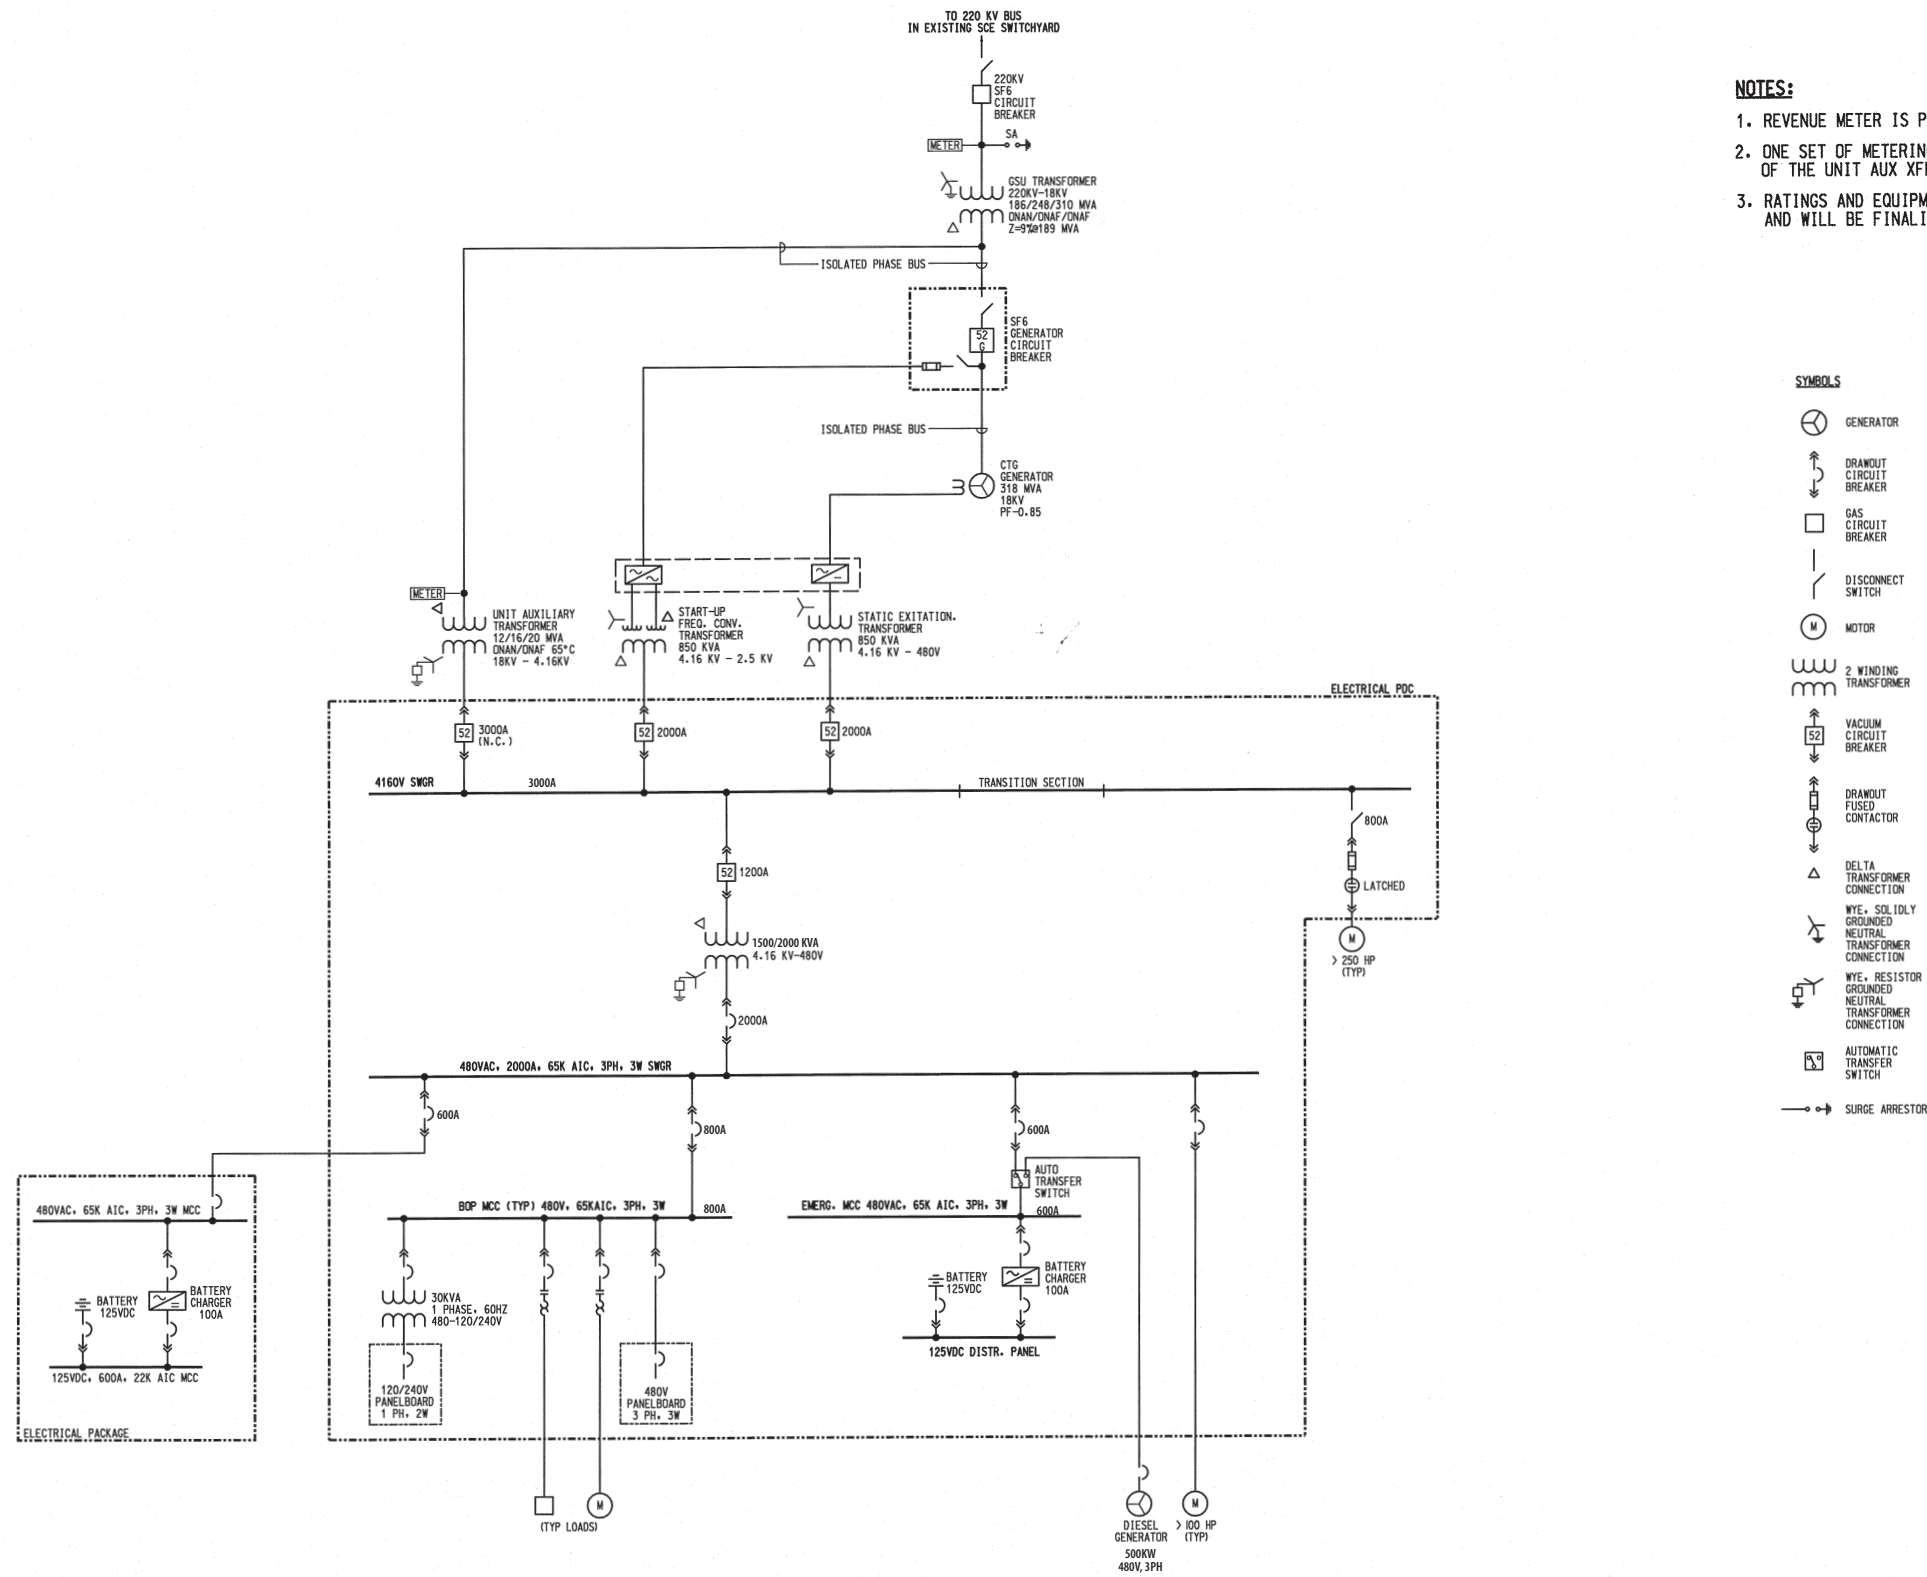 TO 220 KV BUS
IN EXISTING SCE SWITCHYARD
220KV
SF6
CIRCUIT
BREAKER
METER
SA
GSU TRANSFORMER
220KV-18KV
186/248/310 MVA
ONAN/ONAF/ONAF
Z=9%@189 MVA
ISOLATED PHASE BUS
SF6
GENERATOR
CIRCUIT
BREAKER
52
G
ISOLATED PHASE BUS
CTG
GENERATOR
318 MVA
18KV
PF-0.85
METER
UNIT AUXILIARY
TRANSFORMER
12/16/20 MVA
ONAN/ONAF 65°C
18KV - 4.16KV
START-UP
FREQ. CONV.
TRANSFORMER
850 KVA
4.16 KV - 2.5 KV
STATIC EXITATION.
TRANSFORMER
850 KVA
4.16 KV - 480V
ELECTRICAL PDC
52 3000A
(N.C.)
52 2000A
52 2000A
4160V SWGR
3000A
TRANSITION SECTION
800A
LATCHED
M
> 250 HP
(TYP)
52 1200A
1500/2000 KVA
4.16 KV-480V
2000A
480VAC, 2000A, 65K AIC, 3PH, 3W SWGR
600A
800A
600A
AUTO
TRANSFER
SWITCH
480VAC, 65K AIC, 3PH, 3W MCC
BATTERY
125VDC
BATTERY
CHARGER
100A
125VDC, 600A, 22K AIC MCC
ELECTRICAL PACKAGE
BOP MCC (TYP) 480V, 65KAIC, 3PH, 3W
800A
30KVA
1 PHASE, 60HZ
480-120/240V
120/240V
PANELBOARD
1 PH, 2W
480V
PANELBOARD
3 PH, 3W
M
(TYP LOADS)
EMERG. MCC 480VAC, 65K AIC, 3PH, 3W
600A
BATTERY
125VDC
BATTERY
CHARGER
100A
125VDC DISTR. PANEL
DIESEL
GENERATOR
500KW
480V, 3PH
M
> 100 HP
(TYP)
NOTES:
1. REVENUE METER IS P
2. ONE SET OF METERIN
OF THE UNIT AUX XF
3. RATINGS AND EQUIPM
AND WILL BE FINALI
SYMBOLS
GENERATOR
DRAWOUT
CIRCUIT
BREAKER
GAS
CIRCUIT
BREAKER
DISCONNECT
SWITCH
M
MOTOR
2 WINDING
TRANSFORMER
52
VACUUM
CIRCUIT
BREAKER
DRAWOUT
FUSED
CONTACTOR
DELTA
TRANSFORMER
CONNECTION
WYE, SOLIDLY
GROUNDED
NEUTRAL
TRANSFORMER
CONNECTION
WYE, RESISTOR
GROUNDED
NEUTRAL
TRANSFORMER
CONNECTION
AUTOMATIC
TRANSFER
SWITCH
SURGE ARRESTOR